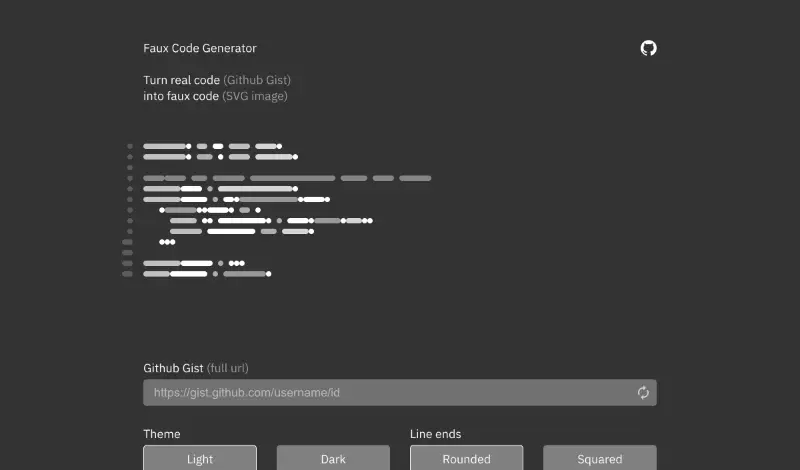 Faux Code Generator
Turn real code (Github Gist)
into faux code (SVG image)
Github Gist (full url)
https://gist.github.com/username/id
Theme
Line ends
Light
Dark
Rounded
Squared